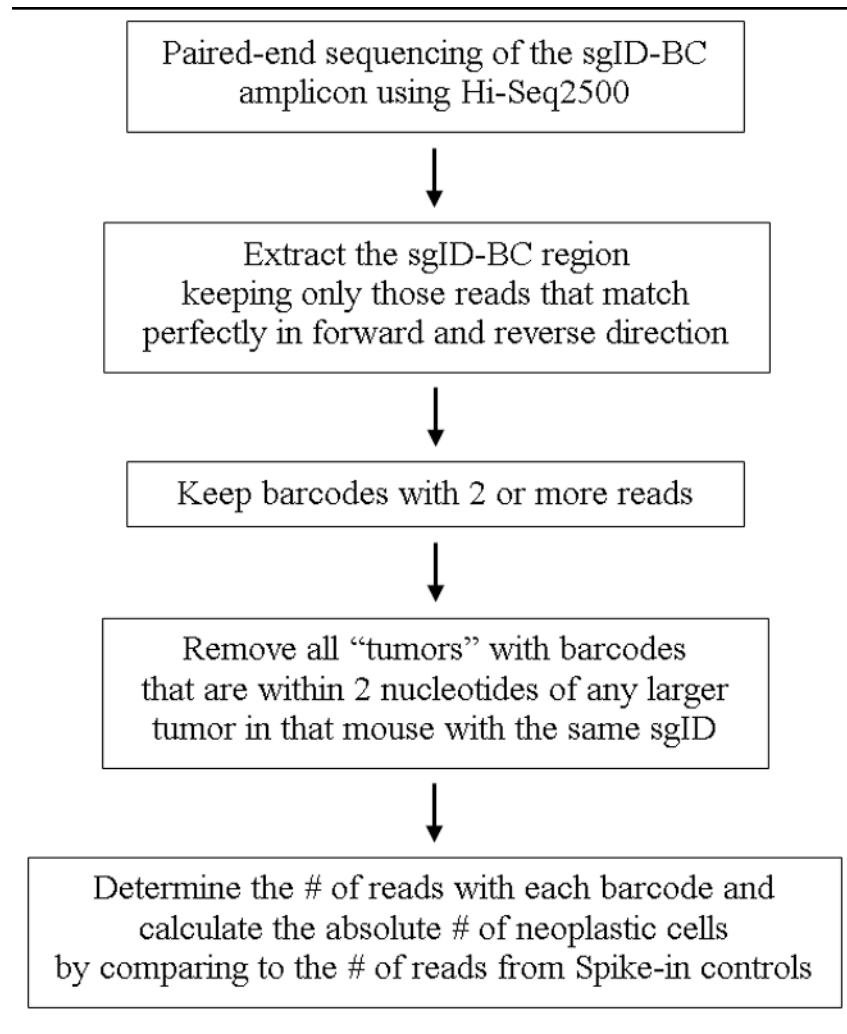 Paired-end sequencing of the sgID-BC
amplicon using Hi-Seq2500
Extract the sgID-BC region
keeping only those reads that match
perfectly in forward and reverse direction
Keep barcodes with 2 or more reads
Remove all “tumors” with barcodes
that are within 2 nucleotides of any larger
tumor in that mouse with the same sgID
Determine the # of reads with each barcode and
calculate the absolute # of neoplastic cells
by comparing to the # of reads from Spike-in controls